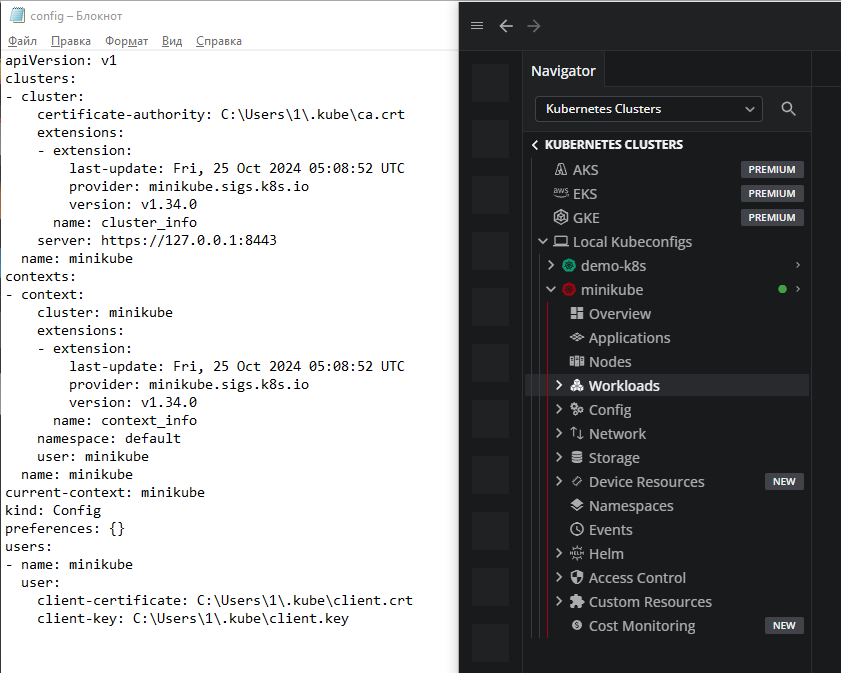 config – Блокнот
Файл Правка Формат Вид Справка
apiVersion: v1
clusters:
- cluster:
    certificate-authority: C:\Users\1\.kube\ca.crt
    extensions:
    - extension:
        last-update: Fri, 25 Oct 2024 05:08:52 UTC
        provider: minikube.sigs.k8s.io
        version: v1.34.0
      name: cluster_info
    server: https://127.0.0.1:8443
  name: minikube
contexts:
- context:
    cluster: minikube
    extensions:
    - extension:
        last-update: Fri, 25 Oct 2024 05:08:52 UTC
        provider: minikube.sigs.k8s.io
        version: v1.34.0
      name: context_info
    namespace: default
    user: minikube
  name: minikube
current-context: minikube
kind: Config
preferences: {}
users:
- name: minikube
  user:
    client-certificate: C:\Users\1\.kube\client.crt
    client-key: C:\Users\1\.kube\client.key
Navigator
Kubernetes Clusters
KUBERNETES CLUSTERS
AKS PREMIUM
aws EKS PREMIUM
GKE PREMIUM
Local Kubeconfigs
demo-k8s
minikube
Overview
Applications
Nodes
Workloads
Config
Network
Storage
Device Resources NEW
Namespaces
Events
HELM Helm
Access Control
Custom Resources
Cost Monitoring NEW